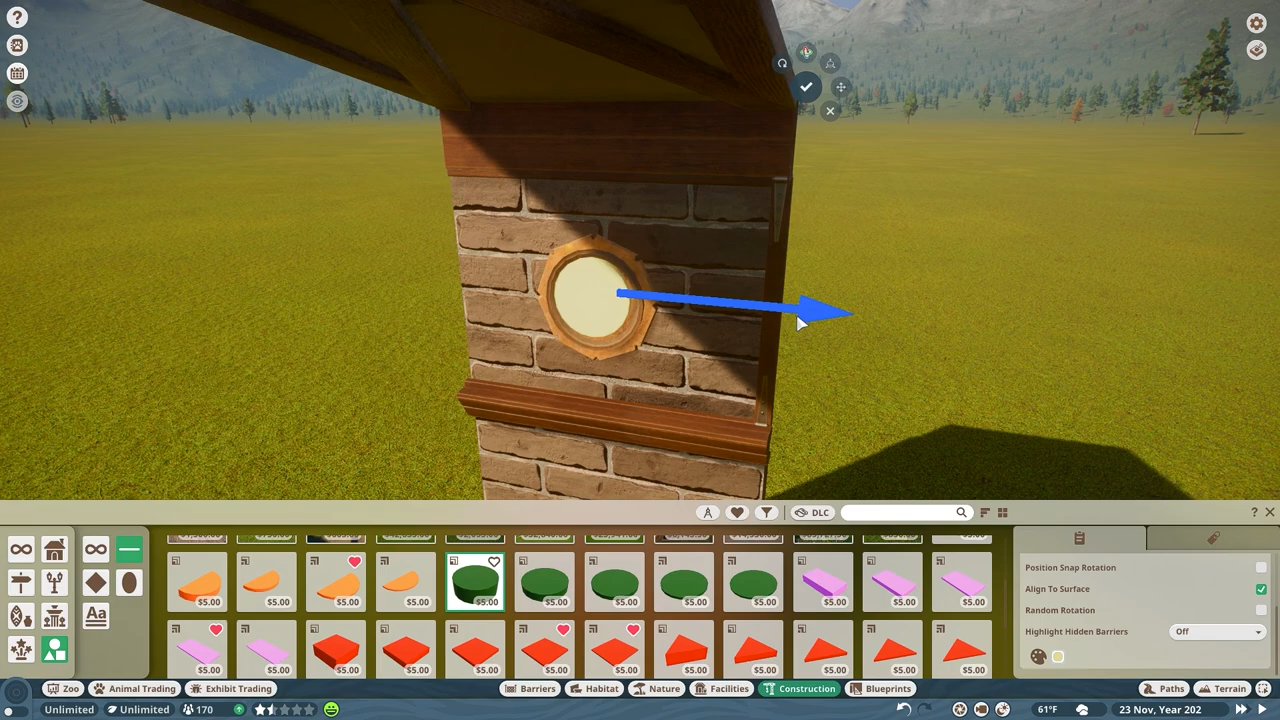 ?
DLC
? ×
$5.00 $5.00 $5.00 $5.00 $5.00 $5.00 $5.00 $5.00 $5.00 $5.00 $5.00 $5.00
Aa
$5.00 $5.00 $5.00 $5.00 $5.00 $5.00 $5.00 $5.00 $5.00 $5.00 $5.00 $5.00
Position Snap Rotation
Align To Surface
Random Rotation
Highlight Hidden Barriers Off
Zoo Animal Trading Exhibit Trading Barriers Habitat Nature Facilities Construction Blueprints Paths Terrain
Unlimited Unlimited 170 61°F 23 Nov, Year 202